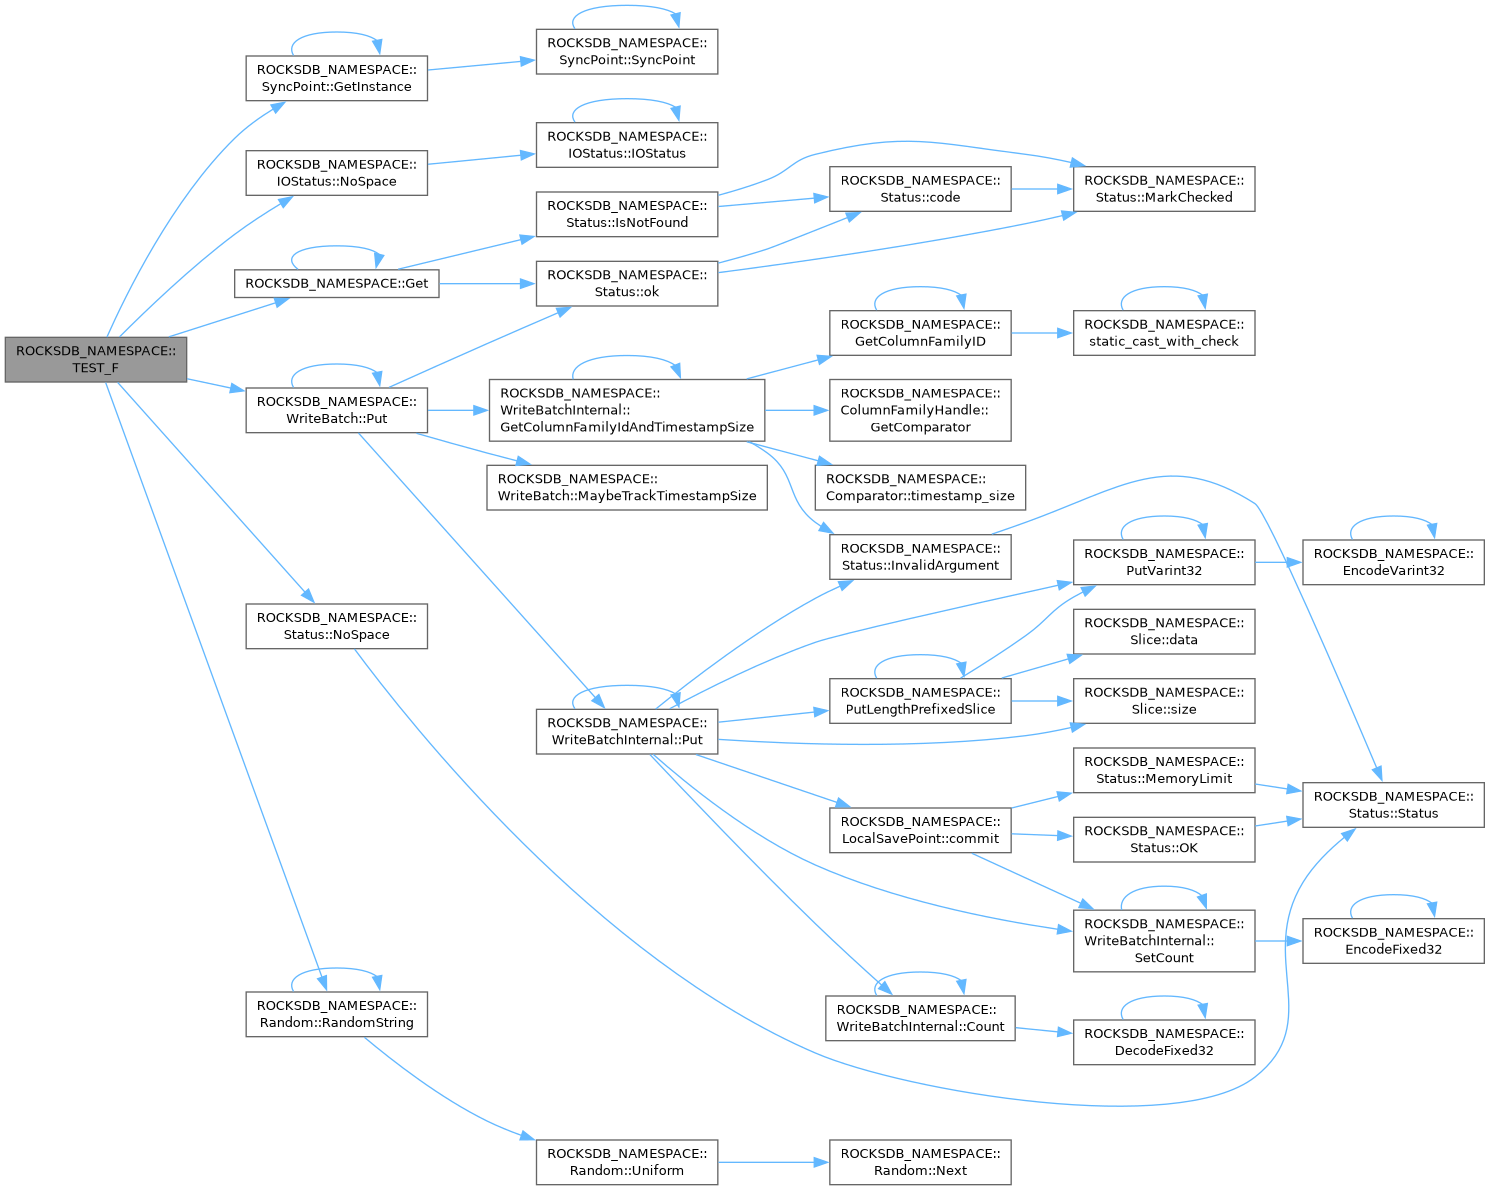 ROCKSDB_NAMESPACE::
TEST_F
ROCKSDB_NAMESPACE::
SyncPoint::GetInstance
ROCKSDB_NAMESPACE::
SyncPoint::SyncPoint
ROCKSDB_NAMESPACE::
IOStatus::NoSpace
ROCKSDB_NAMESPACE::
IOStatus::IOStatus
ROCKSDB_NAMESPACE::Get
ROCKSDB_NAMESPACE::
Status::IsNotFound
ROCKSDB_NAMESPACE::
Status::ok
ROCKSDB_NAMESPACE::
Status::code
ROCKSDB_NAMESPACE::
Status::MarkChecked
ROCKSDB_NAMESPACE::
WriteBatch::Put
ROCKSDB_NAMESPACE::
WriteBatchInternal::
GetColumnFamilyIdAndTimestampSize
ROCKSDB_NAMESPACE::
GetColumnFamilyID
ROCKSDB_NAMESPACE::
static_cast_with_check
ROCKSDB_NAMESPACE::
ColumnFamilyHandle::
GetComparator
ROCKSDB_NAMESPACE::
WriteBatch::MaybeTrackTimestampSize
ROCKSDB_NAMESPACE::
Comparator::timestamp_size
ROCKSDB_NAMESPACE::
Status::InvalidArgument
ROCKSDB_NAMESPACE::
PutVarint32
ROCKSDB_NAMESPACE::
EncodeVarint32
ROCKSDB_NAMESPACE::
Status::NoSpace
ROCKSDB_NAMESPACE::
Slice::data
ROCKSDB_NAMESPACE::
WriteBatchInternal::Put
ROCKSDB_NAMESPACE::
PutLengthPrefixedSlice
ROCKSDB_NAMESPACE::
Slice::size
ROCKSDB_NAMESPACE::
Status::MemoryLimit
ROCKSDB_NAMESPACE::
Status::Status
ROCKSDB_NAMESPACE::
LocalSavePoint::commit
ROCKSDB_NAMESPACE::
Status::OK
ROCKSDB_NAMESPACE::
WriteBatchInternal::
SetCount
ROCKSDB_NAMESPACE::
EncodeFixed32
ROCKSDB_NAMESPACE::
Random::RandomString
ROCKSDB_NAMESPACE::
WriteBatchInternal::Count
ROCKSDB_NAMESPACE::
DecodeFixed32
ROCKSDB_NAMESPACE::
Random::Uniform
ROCKSDB_NAMESPACE::
Random::Next